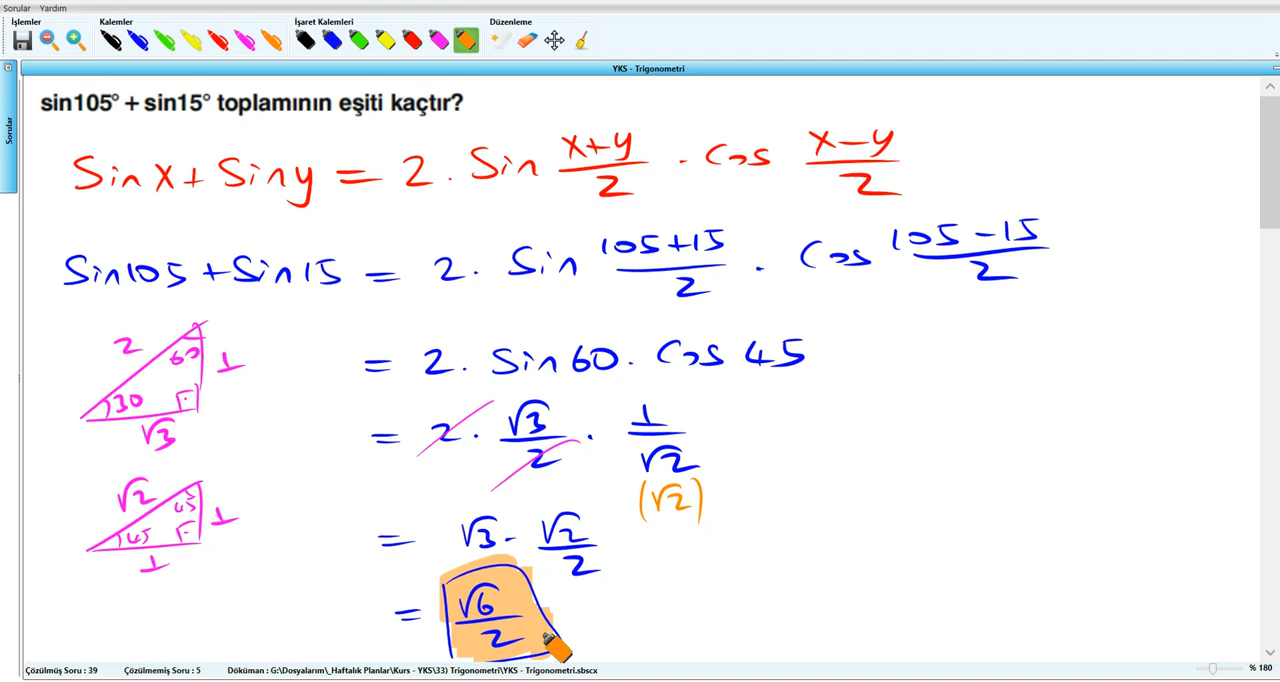 Sorular Yardım
İşlemler Kalemler İşaret Kalemleri Düzenleme
YKS - Trigonometri
Sorular
sin105° + sin15° toplamının eşiti kaçtır?
Sinx + Siny = 2 . Sin (x+y)/2 . cos (x-y)/2
Sin105 + Sin15 = 2 . Sin (105+15)/2 . Cos (105-15)/2
2 60 1 30 √3
= 2 . Sin60 . Cos 45
= 2 . √3/2 . 1/√2
(√2)
√2 45 1 45 1
= √3 . √2/2
= √6/2
Çözülmüş Soru : 39 Çözülmemiş Soru : 5 Döküman : G:\Dosyalarım\_Haftalık Planlar\Kurs - YKS\33) Trigonometri\YKS - Trigonometri.sbscx % 180